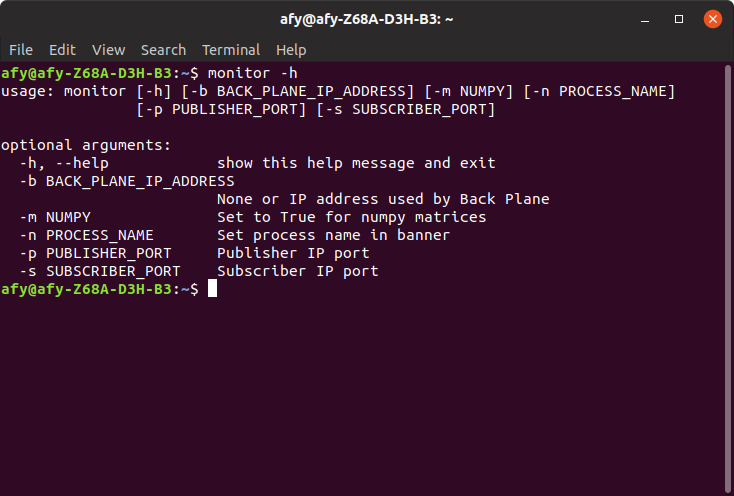 afy@afy-Z68A-D3H-B3: ~
File Edit View Search Terminal Help
afy@afy-Z68A-D3H-B3:~$ monitor -h
usage: monitor [-h] [-b BACK_PLANE_IP_ADDRESS] [-m NUMPY] [-n PROCESS_NAME]
[-p PUBLISHER_PORT] [-s SUBSCRIBER_PORT]
optional arguments:
-h, --help show this help message and exit
-b BACK_PLANE_IP_ADDRESS
None or IP address used by Back Plane
-m NUMPY Set to True for numpy matrices
-n PROCESS_NAME Set process name in banner
-p PUBLISHER_PORT Publisher IP port
-s SUBSCRIBER_PORT Subscriber IP port
afy@afy-Z68A-D3H-B3:~$